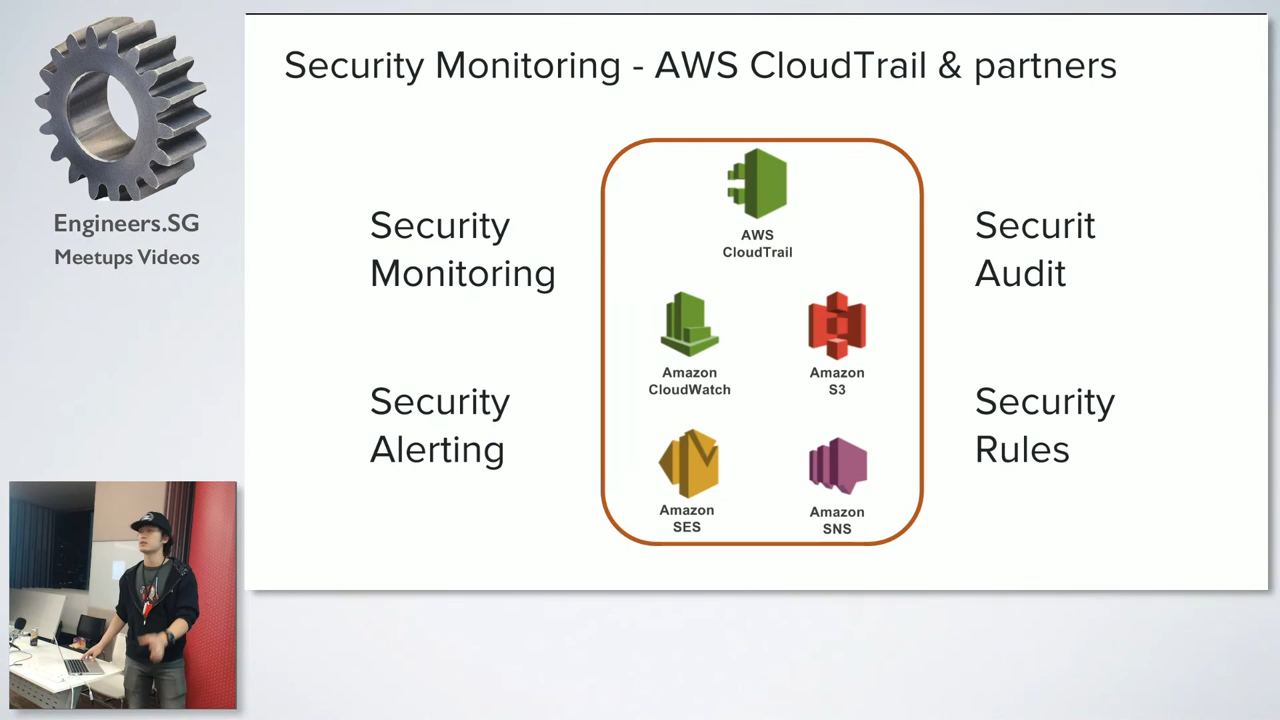 Engineers.SG
Meetups Videos
Security Monitoring - AWS CloudTrail & partners
Security
Monitoring
Security
Alerting
AWS
CloudTrail
Amazon
CloudWatch
Amazon
S3
Amazon
SES
Amazon
SNS
Securit
Audit
Security
Rules